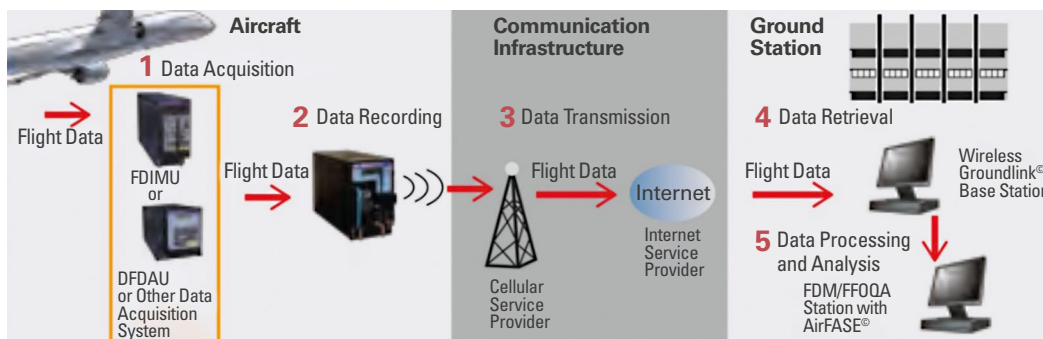 Aircraft
1 Data Acquisition
Flight Data
FDIMU
or
DFDAU
or Other Data
Acquisition
System
Flight Data
2 Data Recording
Communication
Infrastructure
3 Data Transmission
Cellular
Service
Provider
Flight Data
Internet
Internet
Service
Provider
Ground
Station
4 Data Retrieval
Flight Data
Wireless
Groundlink©
Base Station
5 Data Processing
and Analysis
FDM/FFOQA
Station with
AirFASE©